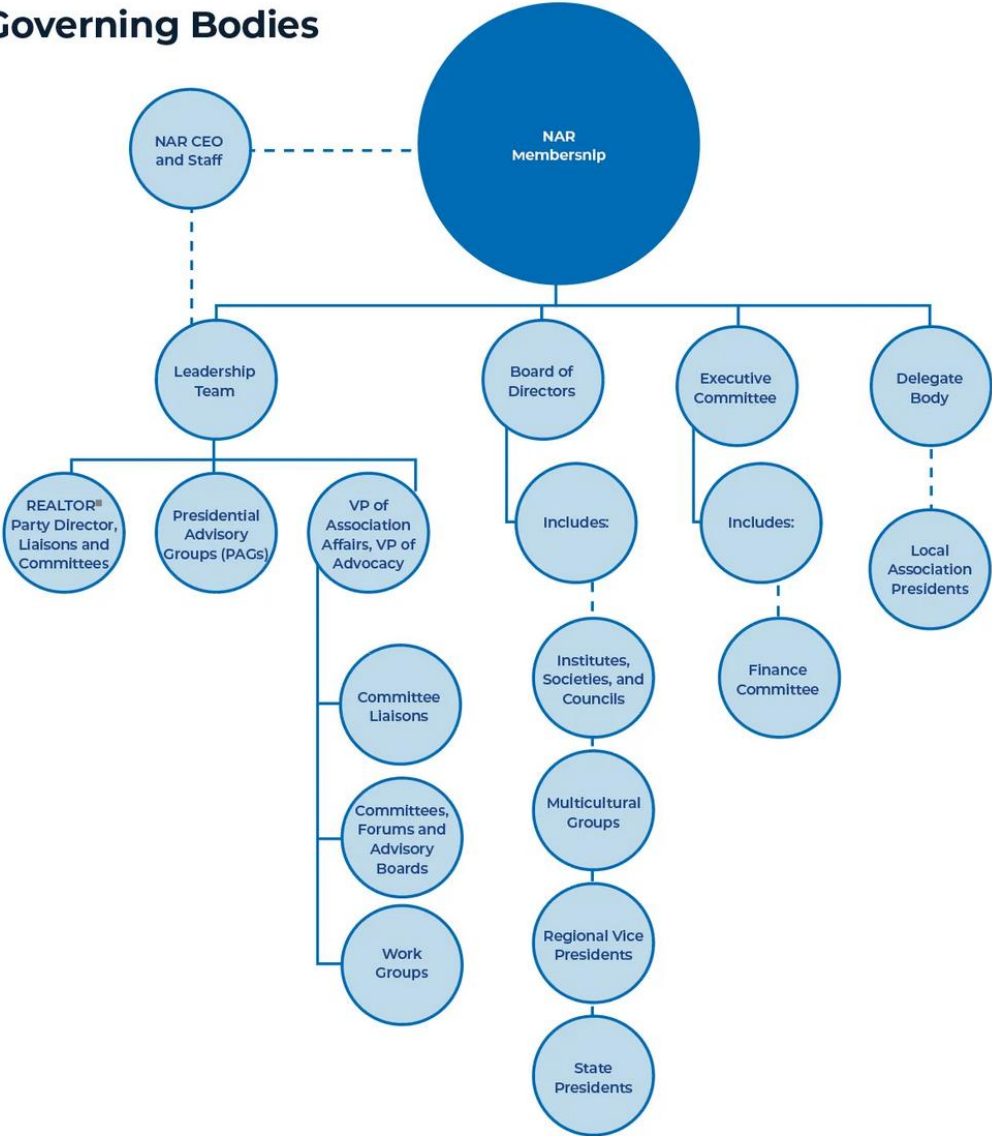 Governing Bodies
NAR CEO
and Staff
NAR
Membership
Leadership
Team
Board of
Directors
Executive
Committee
Delegate
Body
REALTOR®
Party Director,
Liaisons and
Committees
Presidential
Advisory
Groups (PAGs)
VP of
Association
Affairs, VP of
Advocacy
Includes:
Includes:
Local
Association
Presidents
Committee
Liaisons
Institutes,
Societies, and
Councils
Finance
Committee
Committees,
Forums and
Advisory
Boards
Multicultural
Groups
Work
Groups
Regional Vice
Presidents
State
Presidents